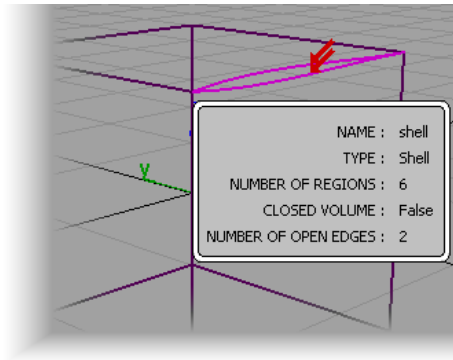 y
NAME : shell
TYPE : Shell
NUMBER OF REGIONS : 6
CLOSED VOLUME : False
NUMBER OF OPEN EDGES : 2